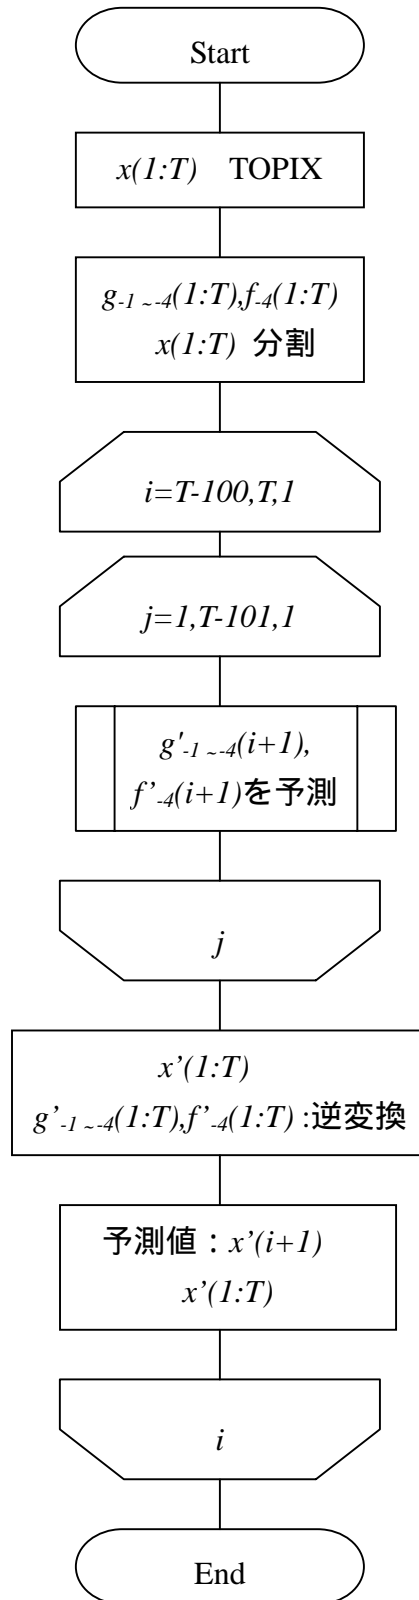 Start
x(1:T) TOPIX
g-1 ~ -4(1:T),f-4(1:T)
x(1:T) 分割
i=T-100,T,1
j=1,T-101,1
g'-1 ~ -4(i+1),
f’-4(i+1)を予測
j
x’(1:T)
g’-1 ~ -4(1:T),f’-4(1:T) :逆変換
予測値：x’(i+1)
x’(1:T)
i
End